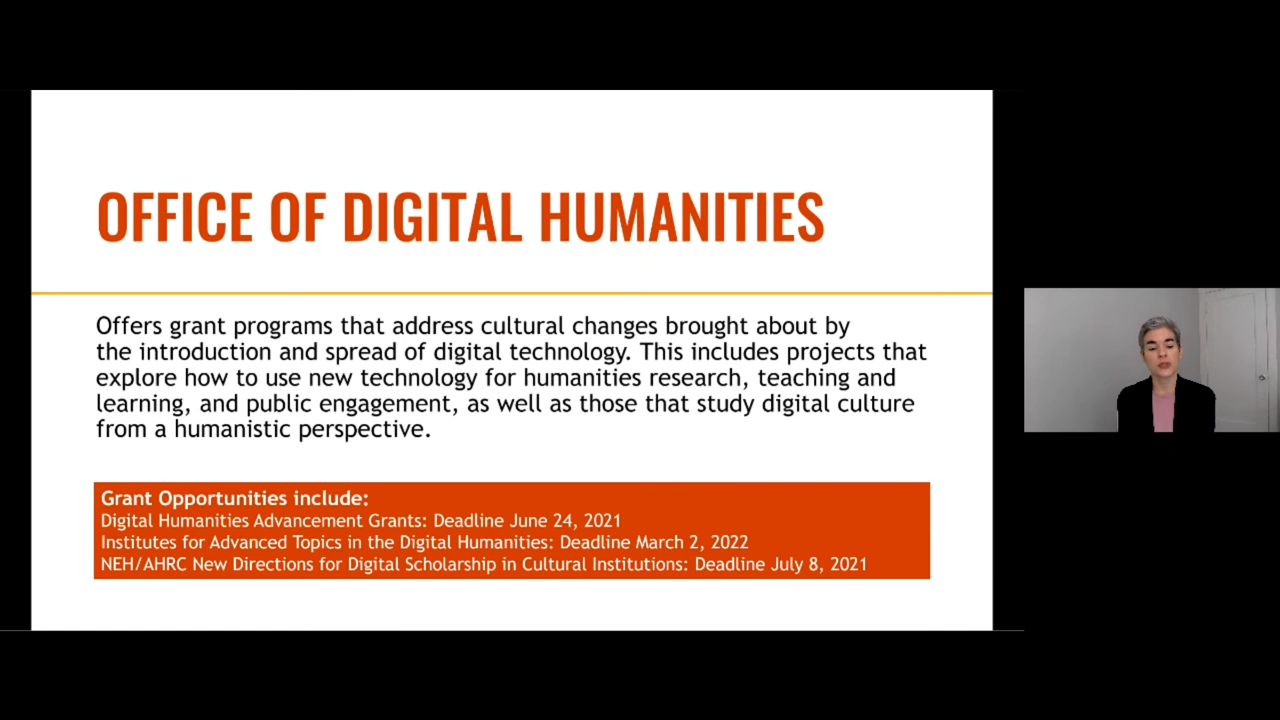 OFFICE OF DIGITAL HUMANITIES
Offers grant programs that address cultural changes brought about by
the introduction and spread of digital technology. This includes projects that
explore how to use new technology for humanities research, teaching and
learning, and public engagement, as well as those that study digital culture
from a humanistic perspective.
Grant Opportunities include:
Digital Humanities Advancement Grants: Deadline June 24, 2021
Institutes for Advanced Topics in the Digital Humanities: Deadline March 2, 2022
NEH/AHRC New Directions for Digital Scholarship in Cultural Institutions: Deadline July 8, 2021